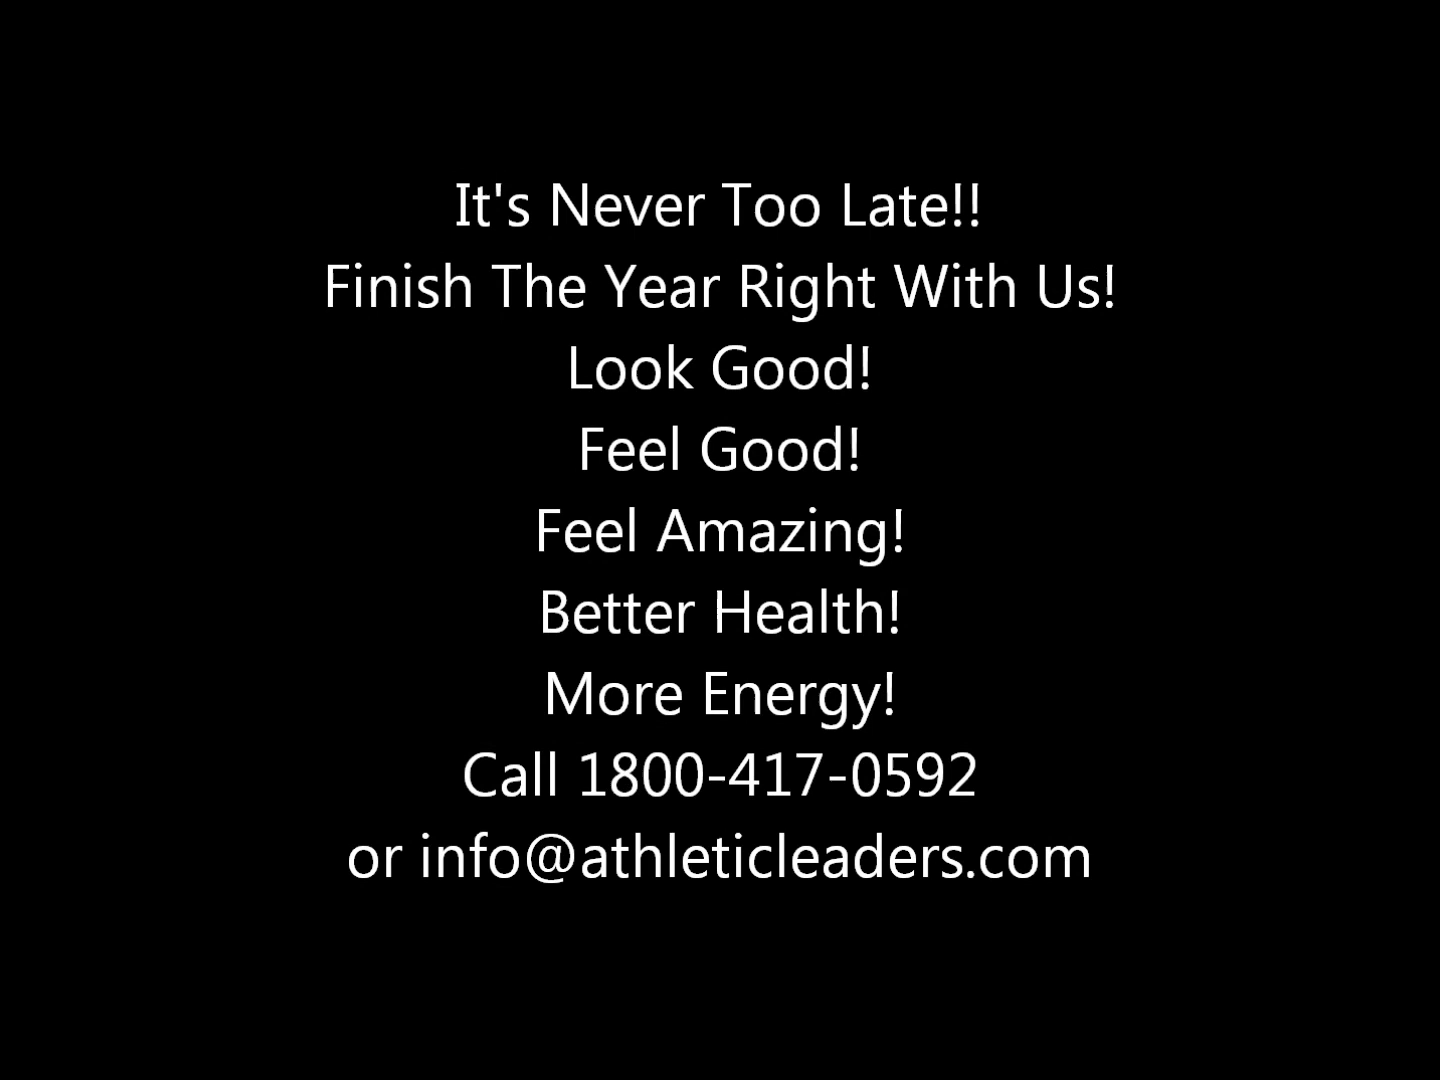 It's Never Too Late!!
Finish The Year Right With Us!
Look Good!
Feel Good!
Feel Amazing!
Better Health!
More Energy!
Call 1800-417-0592
or info@athleticleaders.com